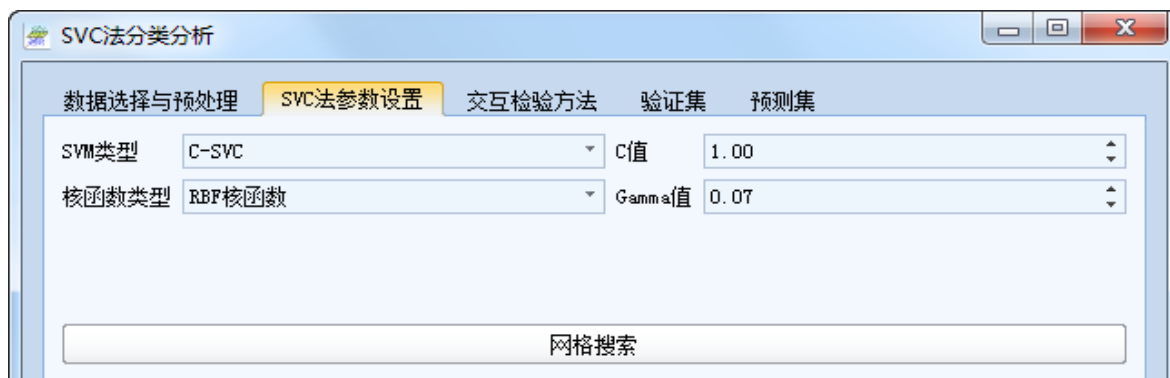 SVC法分类分析
数据选择与预处理 SVC法参数设置 交互检验方法 验证集 预测集
SVM类型 C-SVC C值 1.00
核函数类型 RBF核函数 Gamma值 0.07
网格搜索